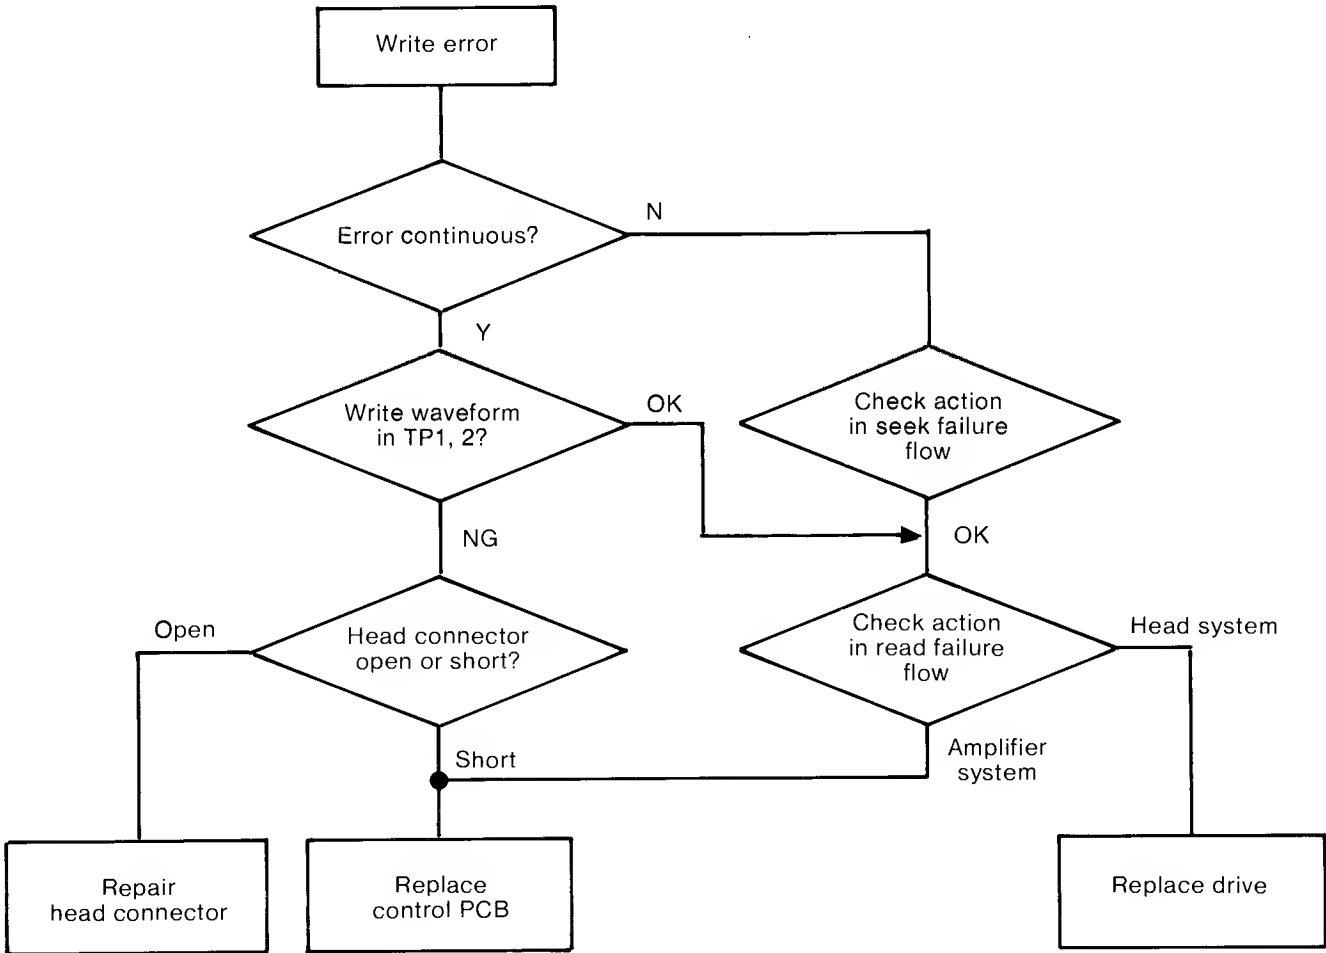 Write error
Error continuous?
N
Y
Write waveform
in TP1, 2?
OK
Check action
in seek failure
flow
NG
OK
Open
Head connector
open or short?
Check action
in read failure
flow
Head system
Short
Amplifier
system
Repair
head connector
Replace
control PCB
Replace drive